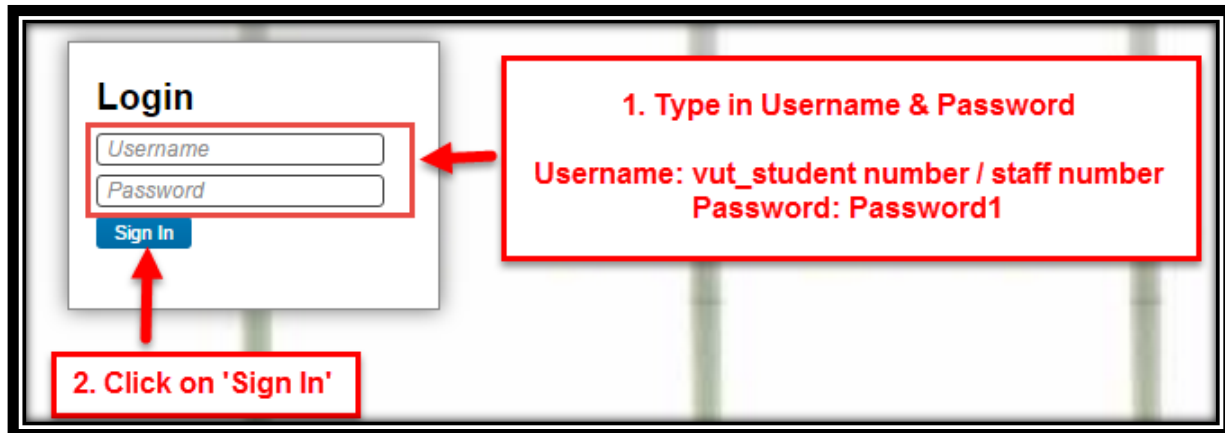 Login
Username
Password
Sign In
1. Type in Username & Password
Username: vut_student number / staff number
Password: Password1
2. Click on 'Sign In'